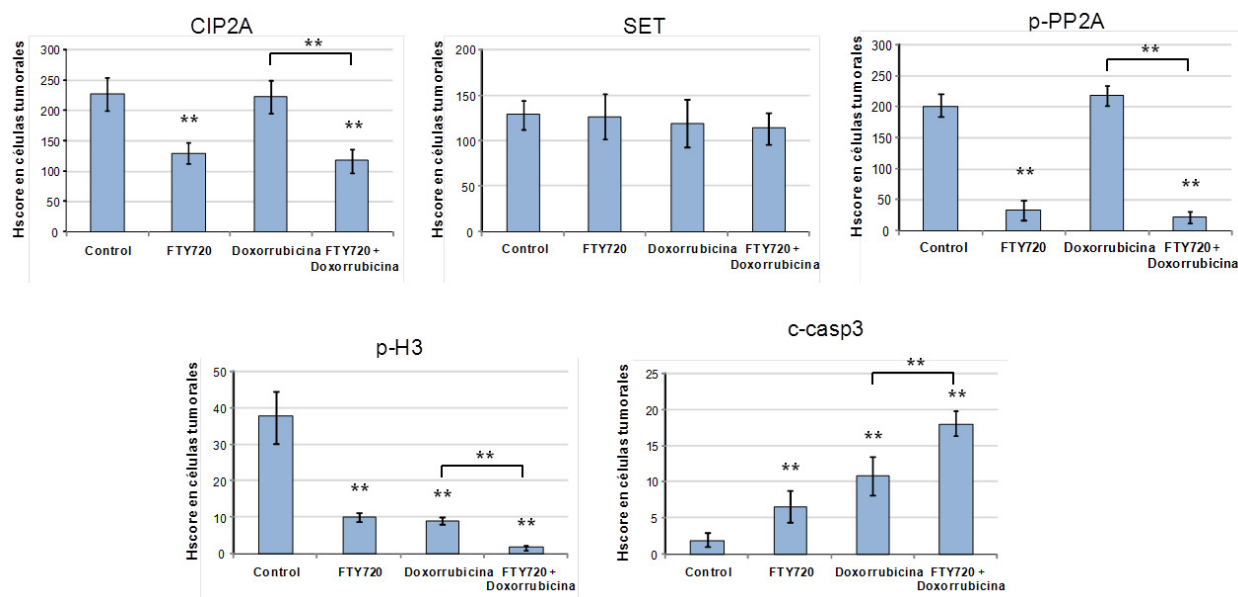 CIP2A
Hscore en células tumorales
300
250
200
150
100
50
0
**
**
**
Control
FTY720
Doxorrubicina
FTY720 +
Doxorrubicina
SET
Hscore en células tumorales
200
150
100
50
0
Control
FTY720
Doxorrubicina
FTY720 +
Doxorrubicina
p-PP2A
Hscore en células tumorales
300
250
200
150
100
50
0
**
**
**
Control
FTY720
Doxorrubicina
FTY720 +
Doxorrubicina
p-H3
Hscore en células tumorales
50
40
30
20
10
0
**
**
**
**
Control
FTY720
Doxorrubicina
FTY720 +
Doxorrubicina
c-casp3
Hscore en células tumorales
25
20
15
10
5
0
**
**
**
**
Control
FTY720
Doxorrubicina
FTY720 +
Doxorrubicina